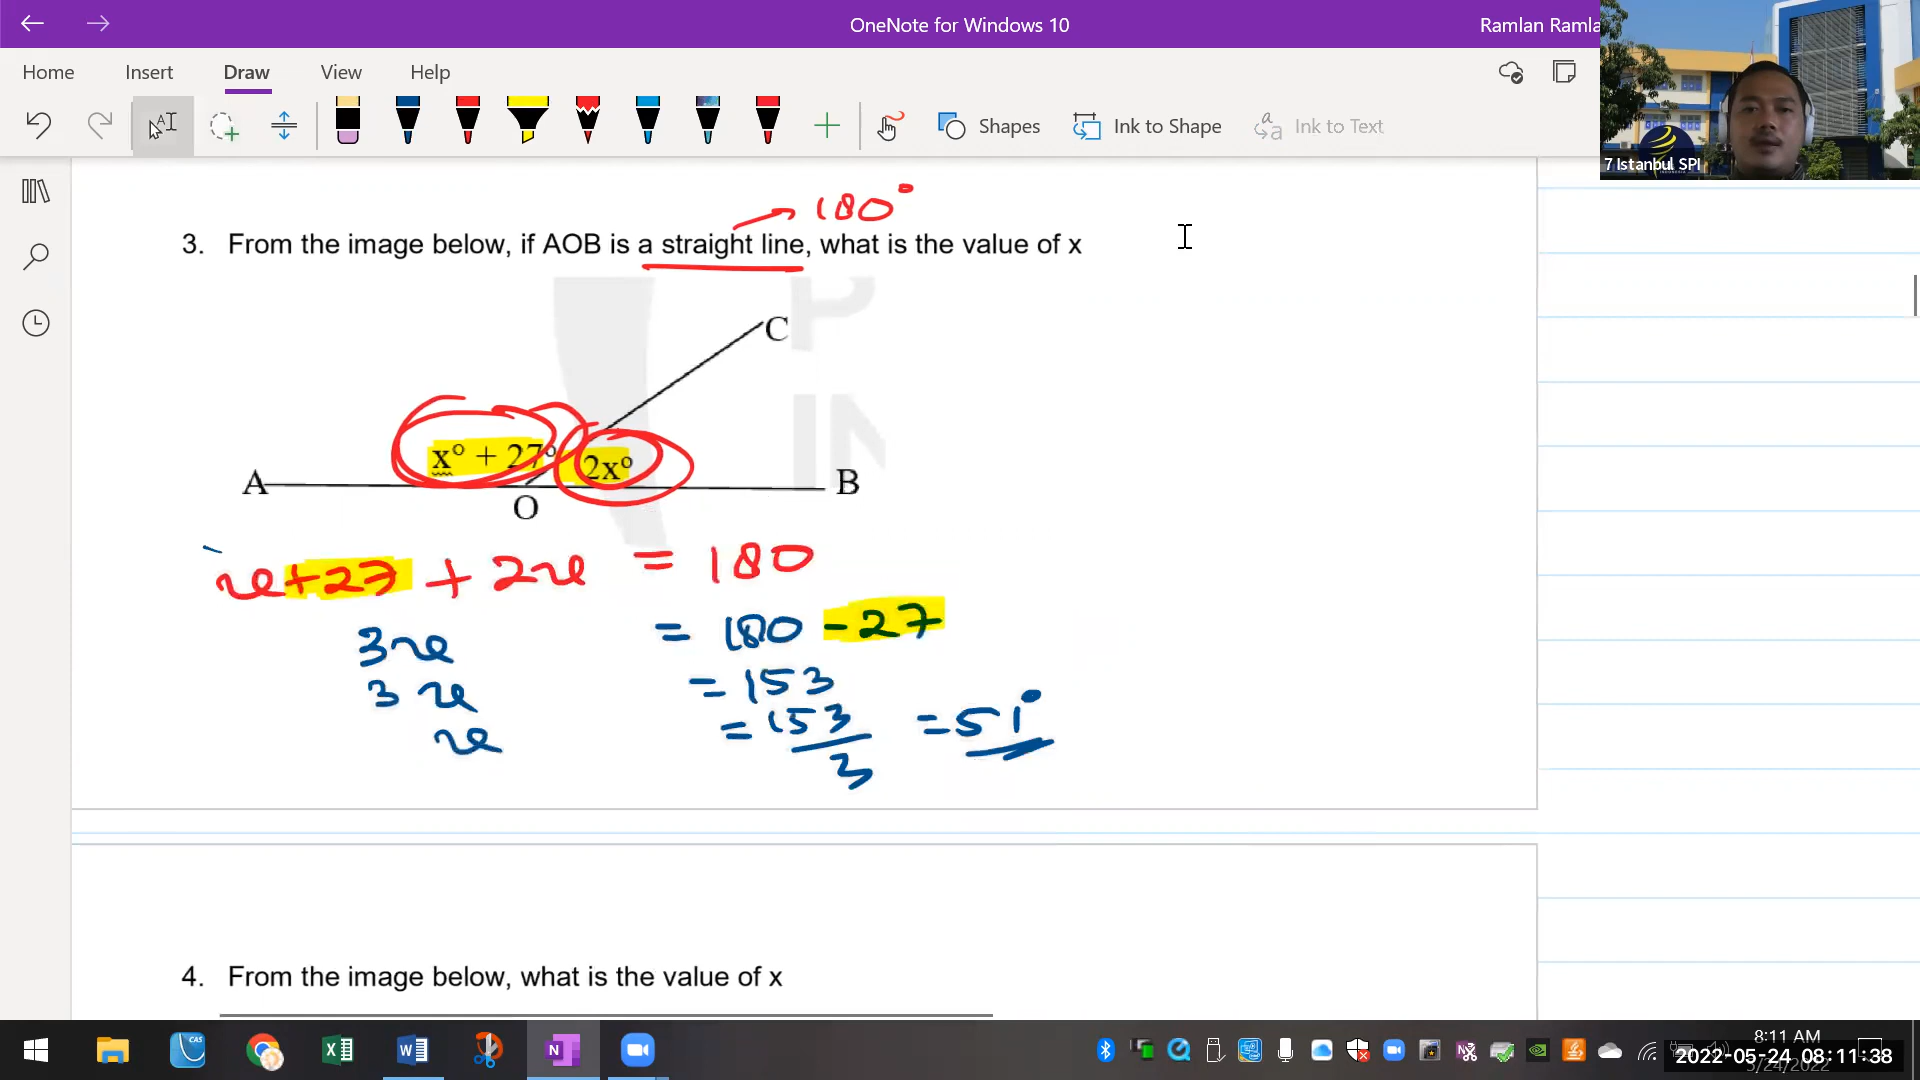 OneNote for Windows 10
Ramlan Ramla
Home Insert Draw View Help
Shapes Ink to Shape Ink to Text
7 Istanbul SPI
180°
3. From the image below, if AOB is a straight line, what is the value of x
C
x° + 27° 2x°
A B
O
x+27 + 2x = 180
3x = 180 - 27
3x = 153
x = 153/3 = 51°
4. From the image below, what is the value of x
8:11 AM
2022-05-24 08:11:38
5/24/2022